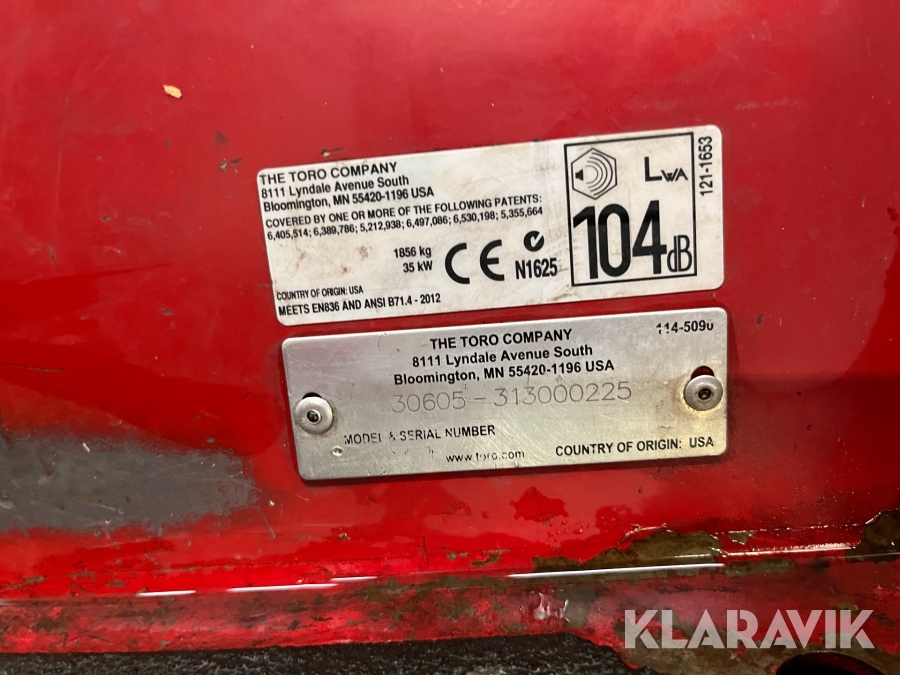 THE TORO COMPANY
8111 Lyndale Avenue South
Bloomington, MN 55420-1196 USA
COVERED BY ONE OR MORE OF THE FOLLOWING PATENTS:
6,405,514; 6,389,786; 5,212,938; 6,497,086; 6,530,198; 5,355,664
1856 kg
35 kW
CE
N1625
COUNTRY OF ORIGIN: USA
MEETS EN836 AND ANSI B71.4 - 2012
LWA
104dB
121-1653
THE TORO COMPANY
114-5090
8111 Lyndale Avenue South
Bloomington, MN 55420-1196 USA
30605-313000225
MODEL & SERIAL NUMBER
www.toro.com
COUNTRY OF ORIGIN: USA
KLARAVIK